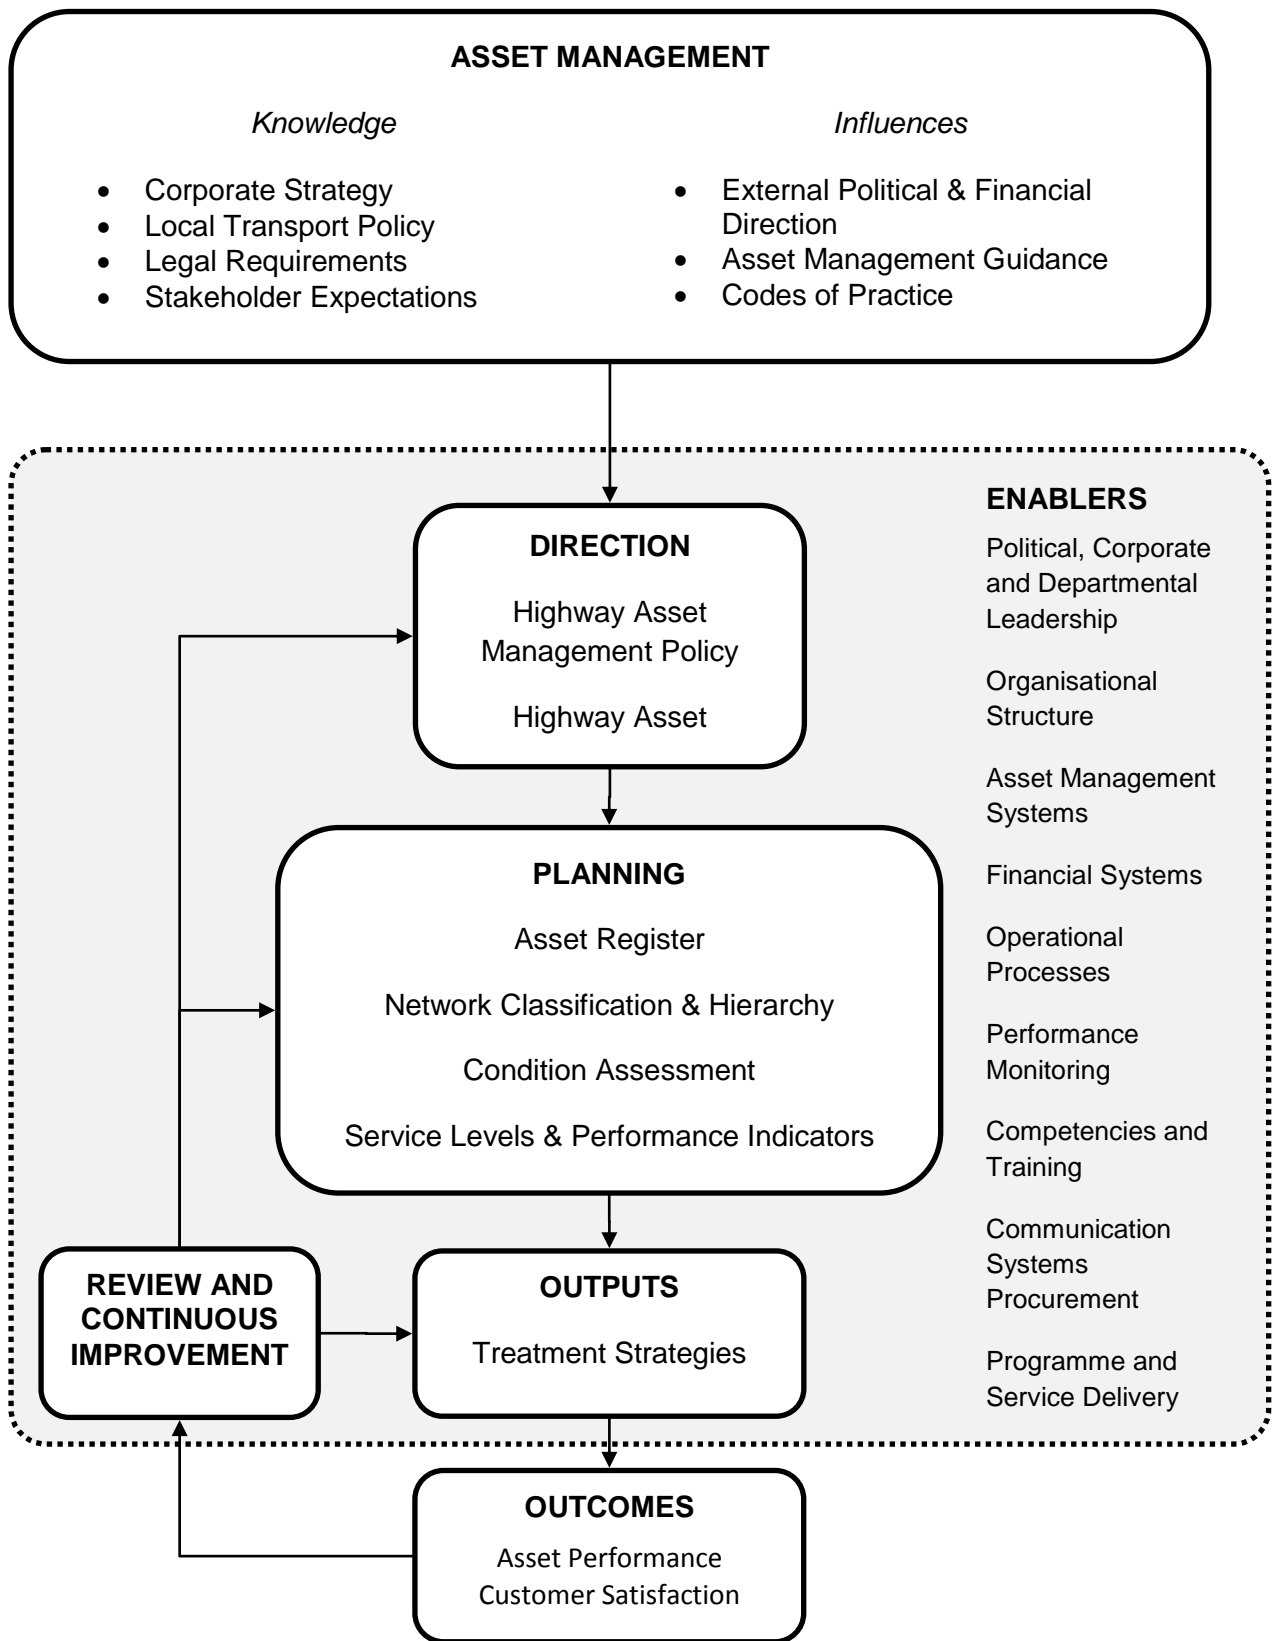 ASSET MANAGEMENT
Knowledge
• Corporate Strategy
• Local Transport Policy
• Legal Requirements
• Stakeholder Expectations
Influences
• External Political & Financial
Direction
• Asset Management Guidance
• Codes of Practice
DIRECTION
Highway Asset
Management Policy
Highway Asset
PLANNING
Asset Register
Network Classification & Hierarchy
Condition Assessment
Service Levels & Performance Indicators
REVIEW AND
CONTINUOUS
IMPROVEMENT
OUTPUTS
Treatment Strategies
OUTCOMES
Asset Performance
Customer Satisfaction
ENABLERS
Political, Corporate
and Departmental
Leadership
Organisational
Structure
Asset Management
Systems
Financial Systems
Operational
Processes
Performance
Monitoring
Competencies and
Training
Communication
Systems
Procurement
Programme and
Service Delivery